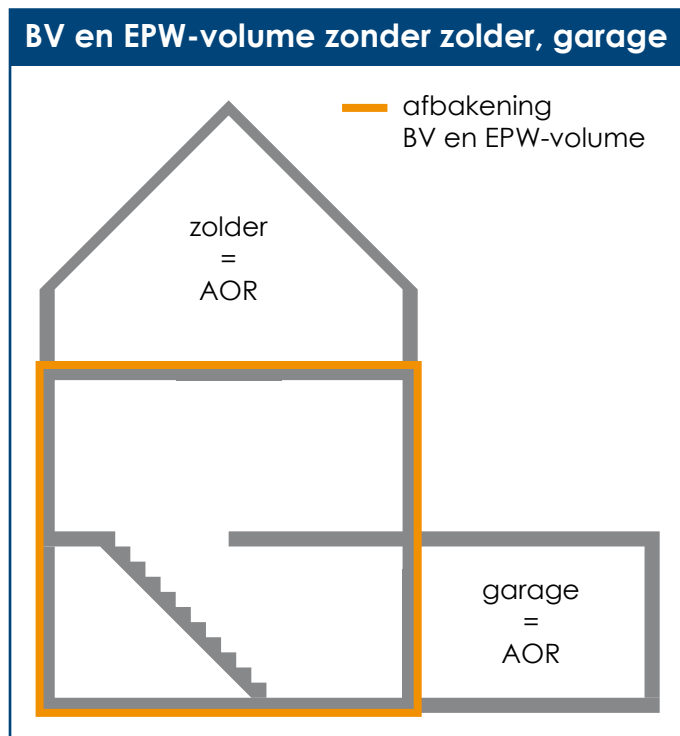 BV en EPW-volume zonder zolder, garage
afbakening
BV en EPW-volume
zolder
=
AOR
garage
=
AOR